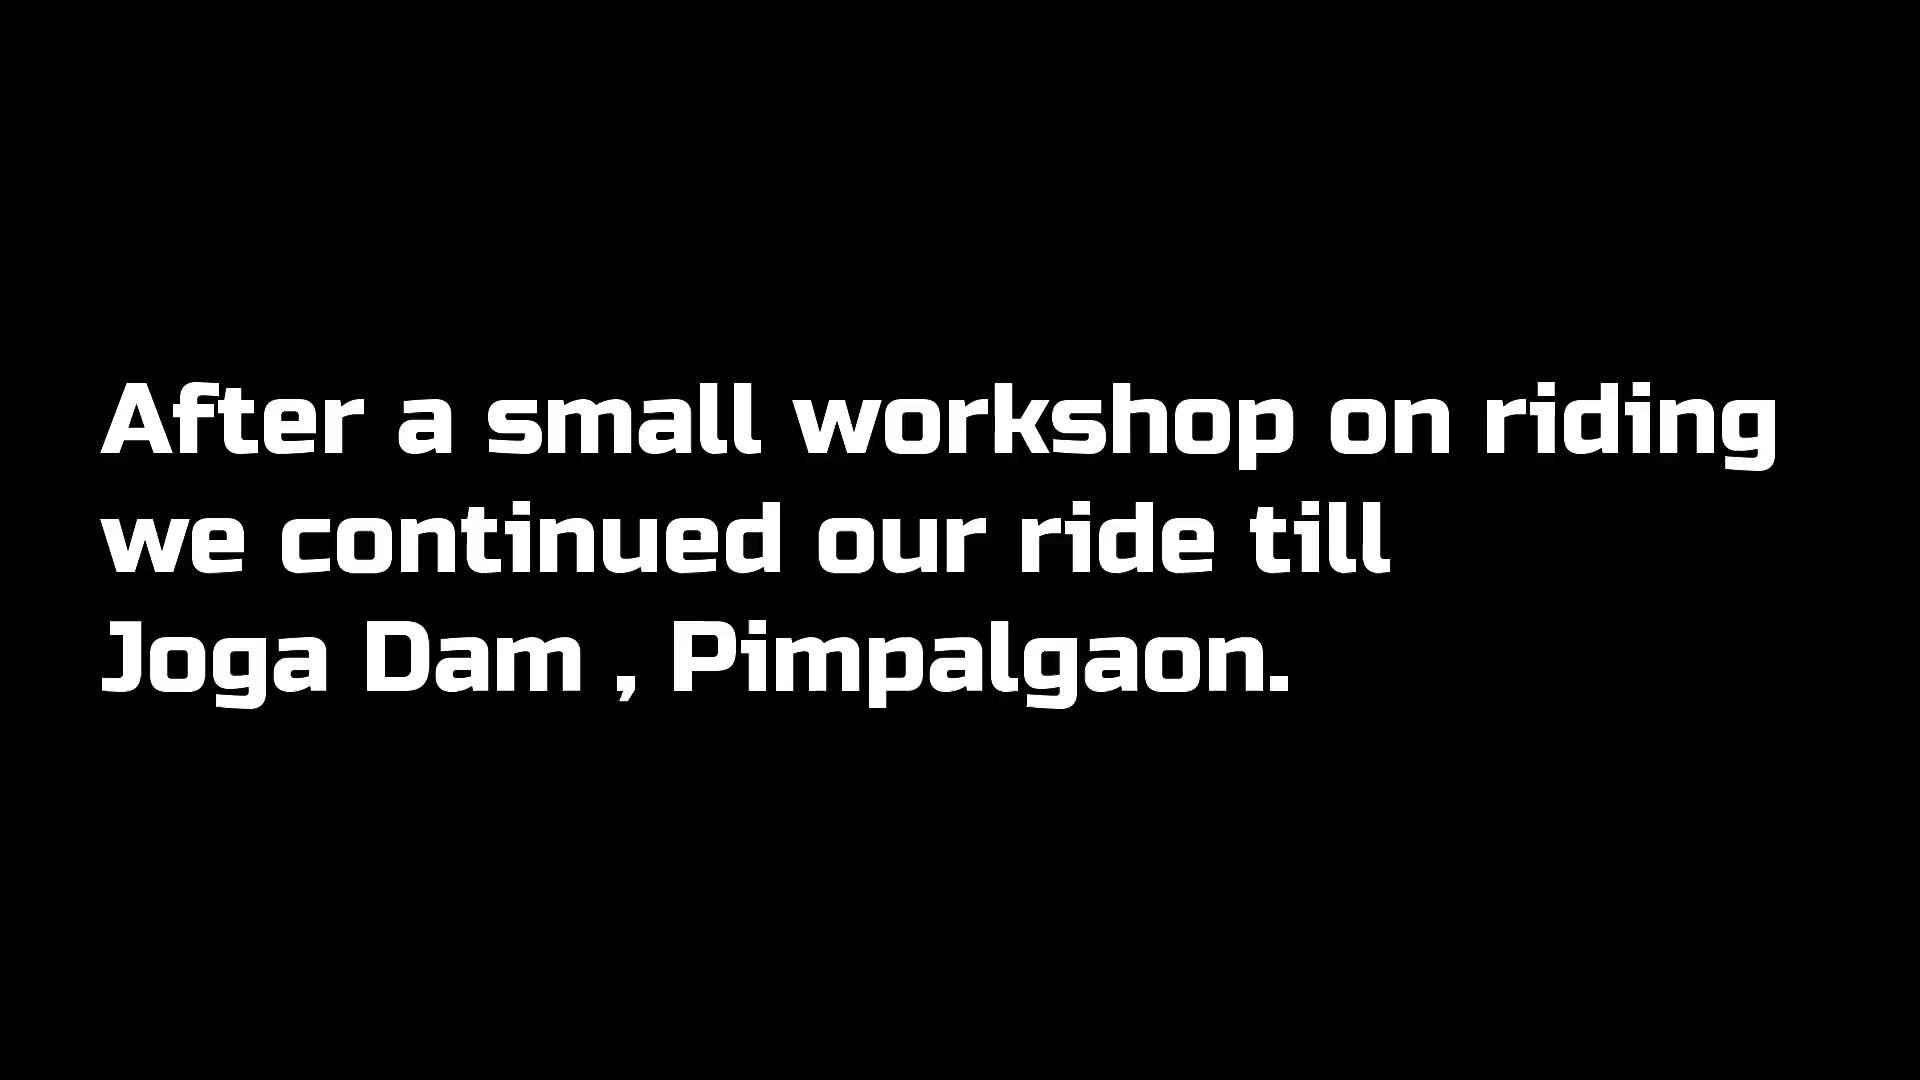 After a small workshop on riding
we continued our ride till
Joga Dam , Pimpalgaon.